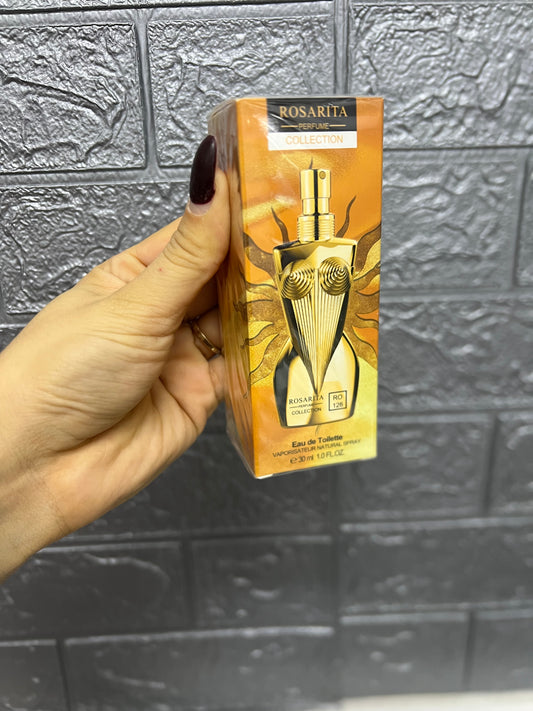 ROSARITA
PERFUME
COLLECTION
ROSARITA
PERFUME
COLLECTION
RO
126
Eau de Toilette
VAPORISATEUR NATURAL SPRAY
℮ 30 ml 1.0 FL.OZ.